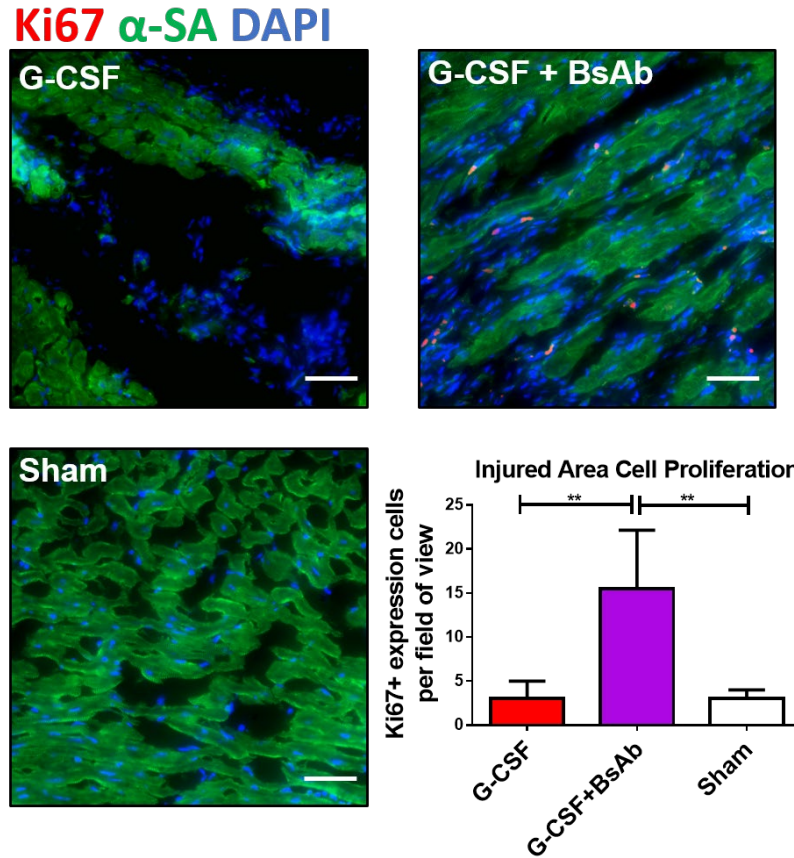 Ki67 α-SA DAPI
G-CSF
G-CSF + BsAb
Sham
Injured Area Cell Proliferation
Ki67+ expression cells
per field of view
25
20
15
10
5
0
**
**
G-CSF
G-CSF+BsAb
Sham